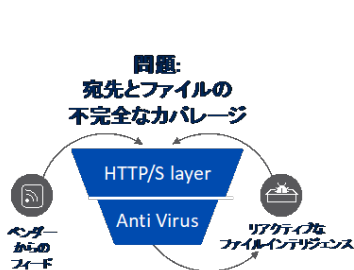 問題:
宛先とファイルの
不完全なカバレージ
HTTP/S layer
Anti Virus
ベンダー
からの
フィード
リアクティブな
ファイルインテリジェンス